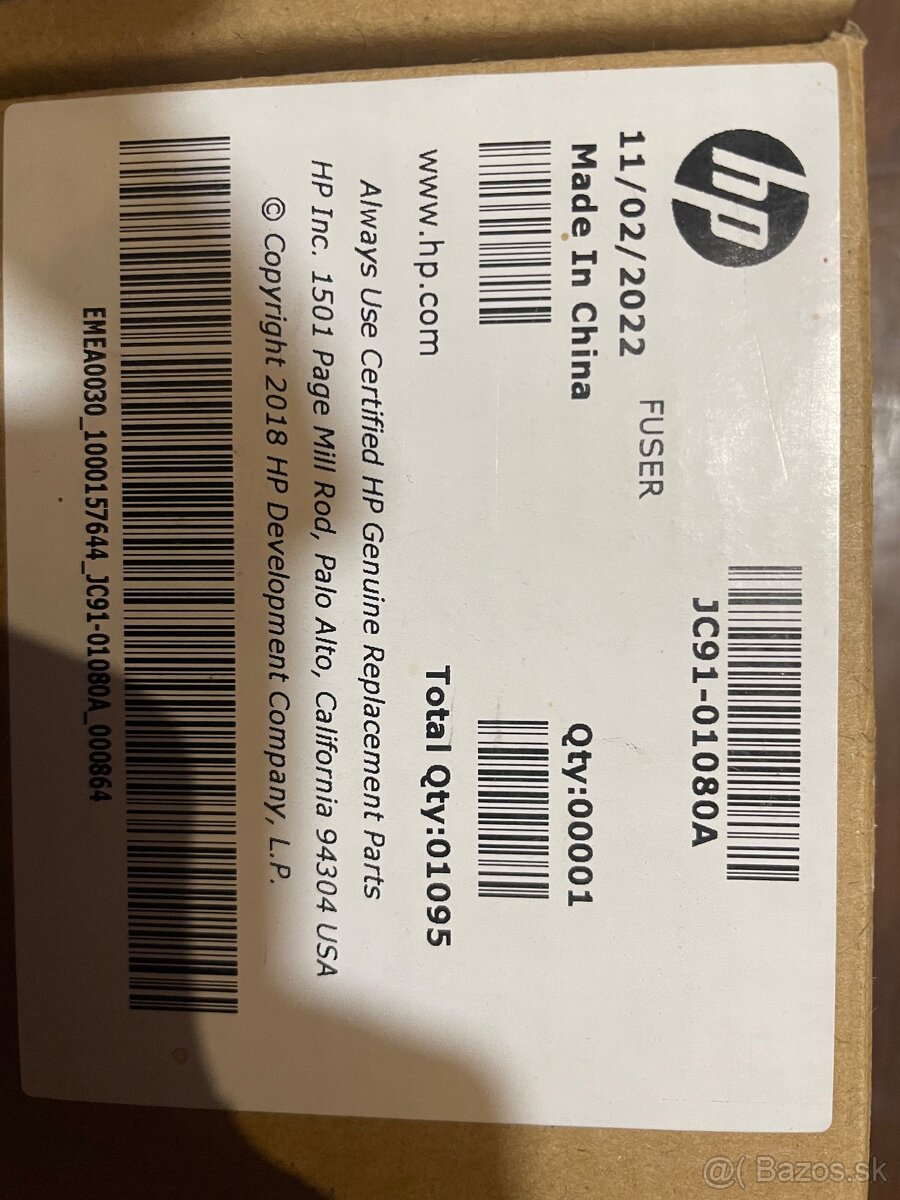 hp
JC91-01080A
FUSER
11/02/2022
Made In China
Qty:00001
www.hp.com
Total Qty:01095
Always Use Certified HP Genuine Replacement Parts
HP Inc. 1501 Page Mill Rod, Palo Alto, California 94304 USA
© Copyright 2018 HP Development Company, L.P.
EMEA0030_1000157644_JC91-01080A_000864
@( Bazos.sk